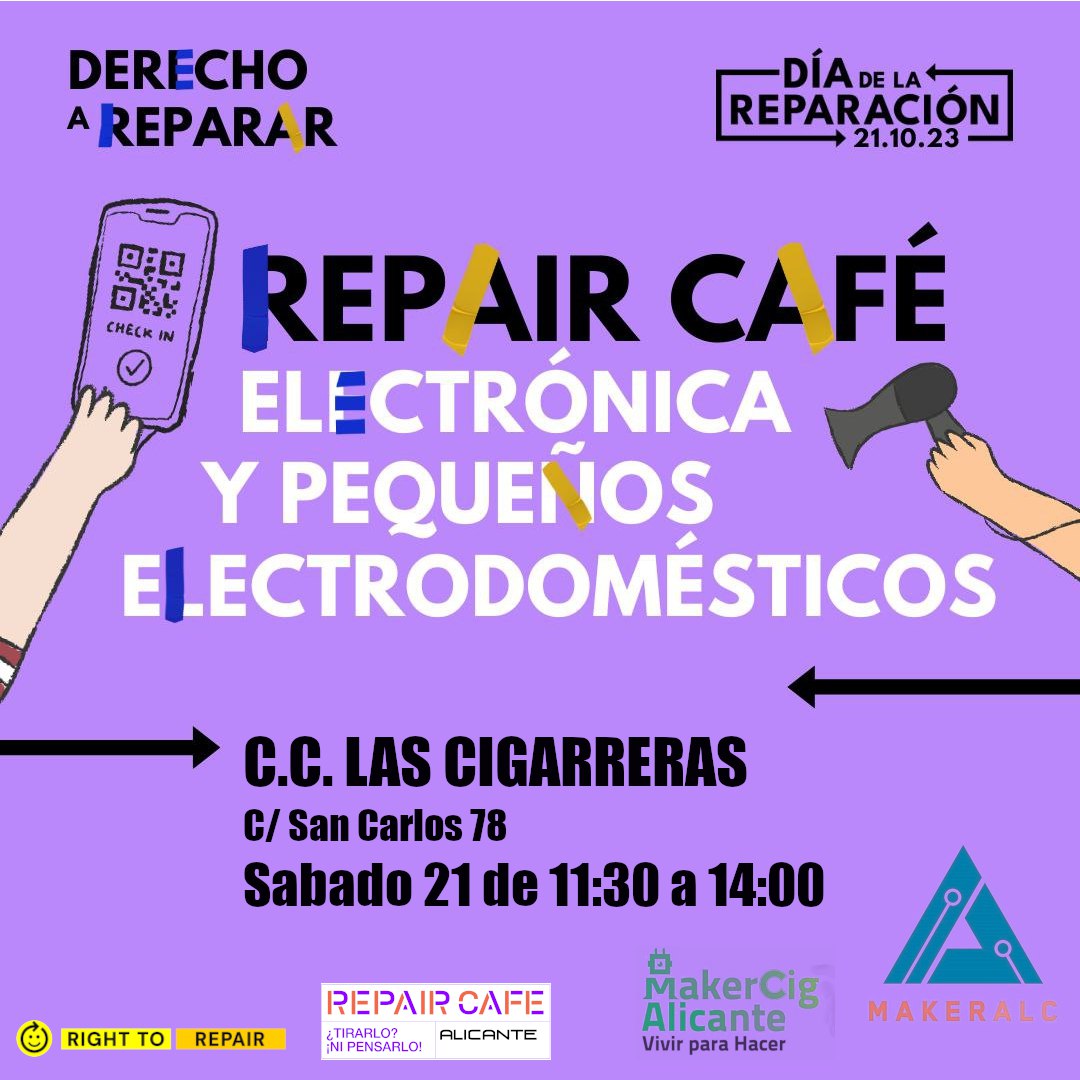 DERECHO
A REPARAR
DÍA DE LA
REPARACIÓN
21.10.23
CHECK IN
REPAIR CAFÉ
ELECTRÓNICA
Y PEQUEÑOS
ELECTRODOMÉSTICOS
C.C. LAS CIGARRERAS
C/ San Carlos 78
Sabado 21 de 11:30 a 14:00
RIGHT TO REPAIR
REPAIR CAFE
¿TIRARLO?
¡NI PENSARLO!
ALICANTE
MakerCig
Alicante
Vivir para Hacer
MAKERALC